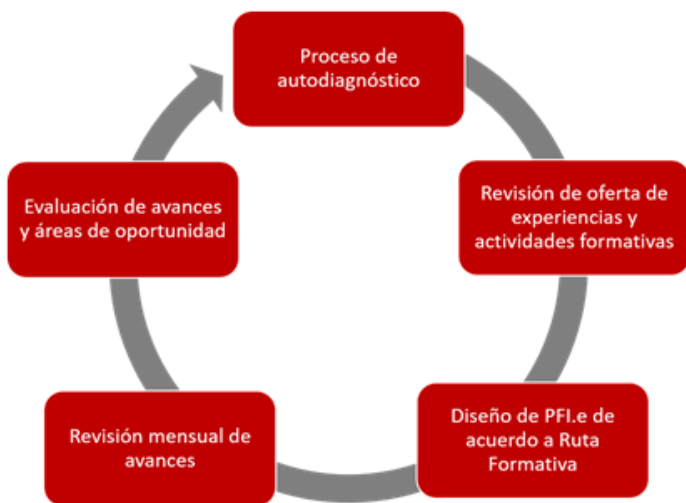 Proceso de
autodiagnóstico
Revisión de oferta de
experiencias y
actividades formativas
Diseño de PFI.e de
acuerdo a Ruta
Formativa
Revisión mensual de
avances
Evaluación de avances
y áreas de oportunidad